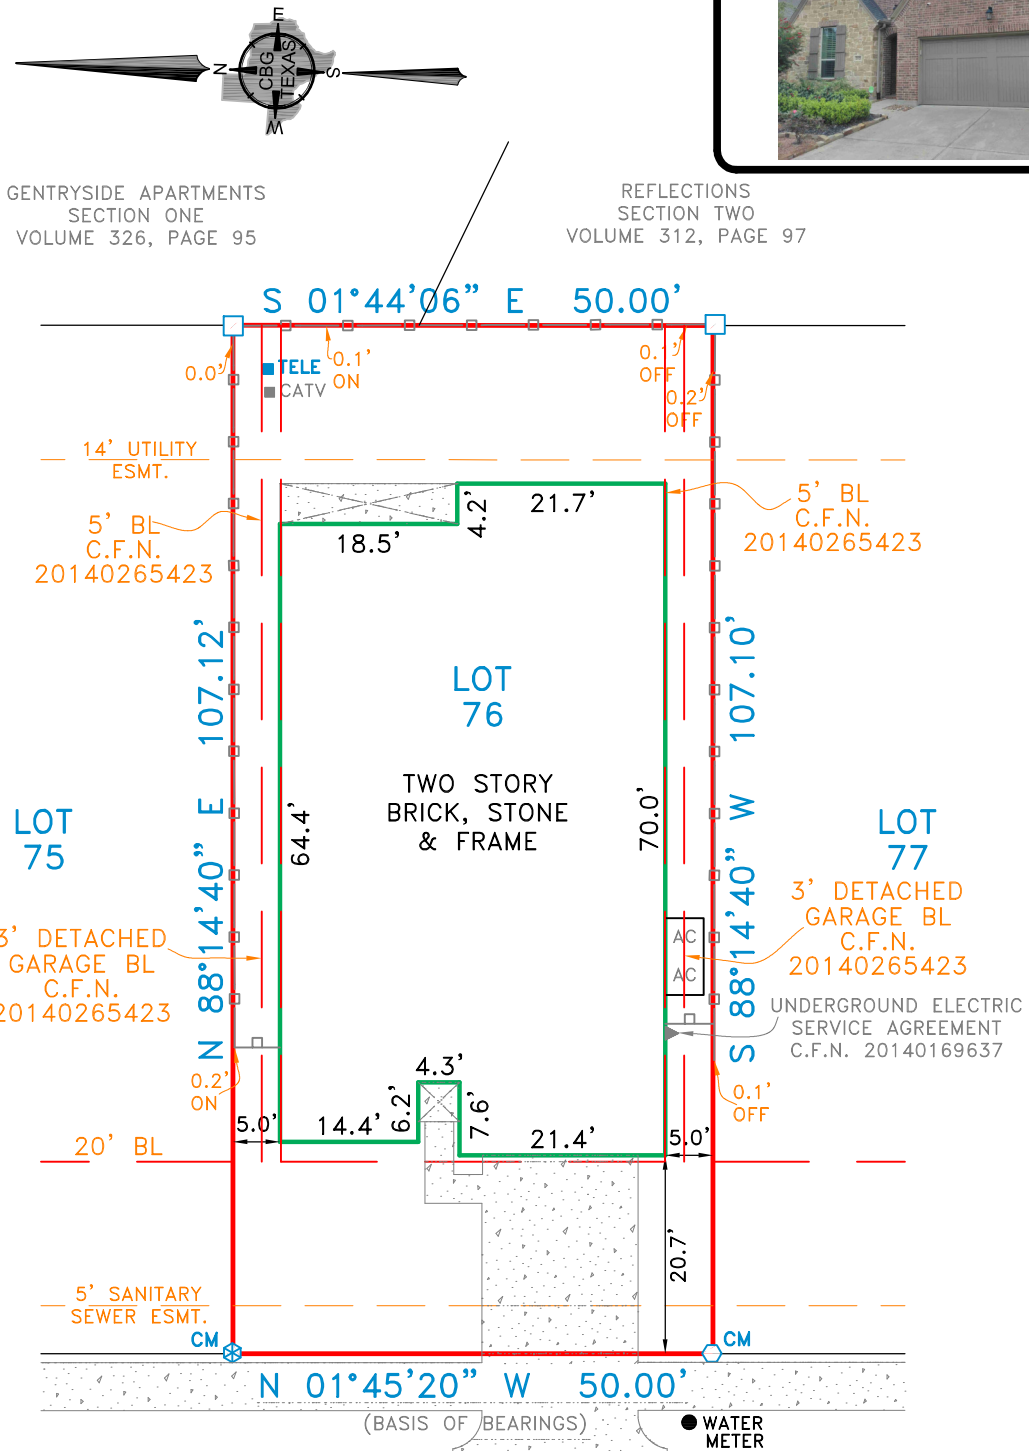 E
N
CBG
TEXAS
S
W
GENTRYSIDE APARTMENTS
SECTION ONE
VOLUME 326, PAGE 95
REFLECTIONS
SECTION TWO
VOLUME 312, PAGE 97
S 01°44'06" E 50.00'
0.0'
TELE
CATV
0.1'
ON
0.1'
OFF
0.2'
OFF
14' UTILITY
ESMT.
5' BL
C.F.N.
20140265423
18.5'
4.2'
21.7'
5' BL
C.F.N.
20140265423
N 88°14'40" E 107.12'
S 88°14'40" W 107.10'
LOT
76
TWO STORY
BRICK, STONE
& FRAME
64.4'
70.0'
LOT
75
LOT
77
3' DETACHED
GARAGE BL
C.F.N.
20140265423
3' DETACHED
GARAGE BL
C.F.N.
20140265423
AC
AC
UNDERGROUND ELECTRIC
SERVICE AGREEMENT
C.F.N. 20140169637
0.2'
ON
0.1'
OFF
4.3'
6.2'
7.6'
5.0'
14.4'
21.4'
5.0'
20' BL
20.7'
5' SANITARY
SEWER ESMT.
CM
CM
N 01°45'20" W 50.00'
(BASIS OF BEARINGS)
WATER
METER